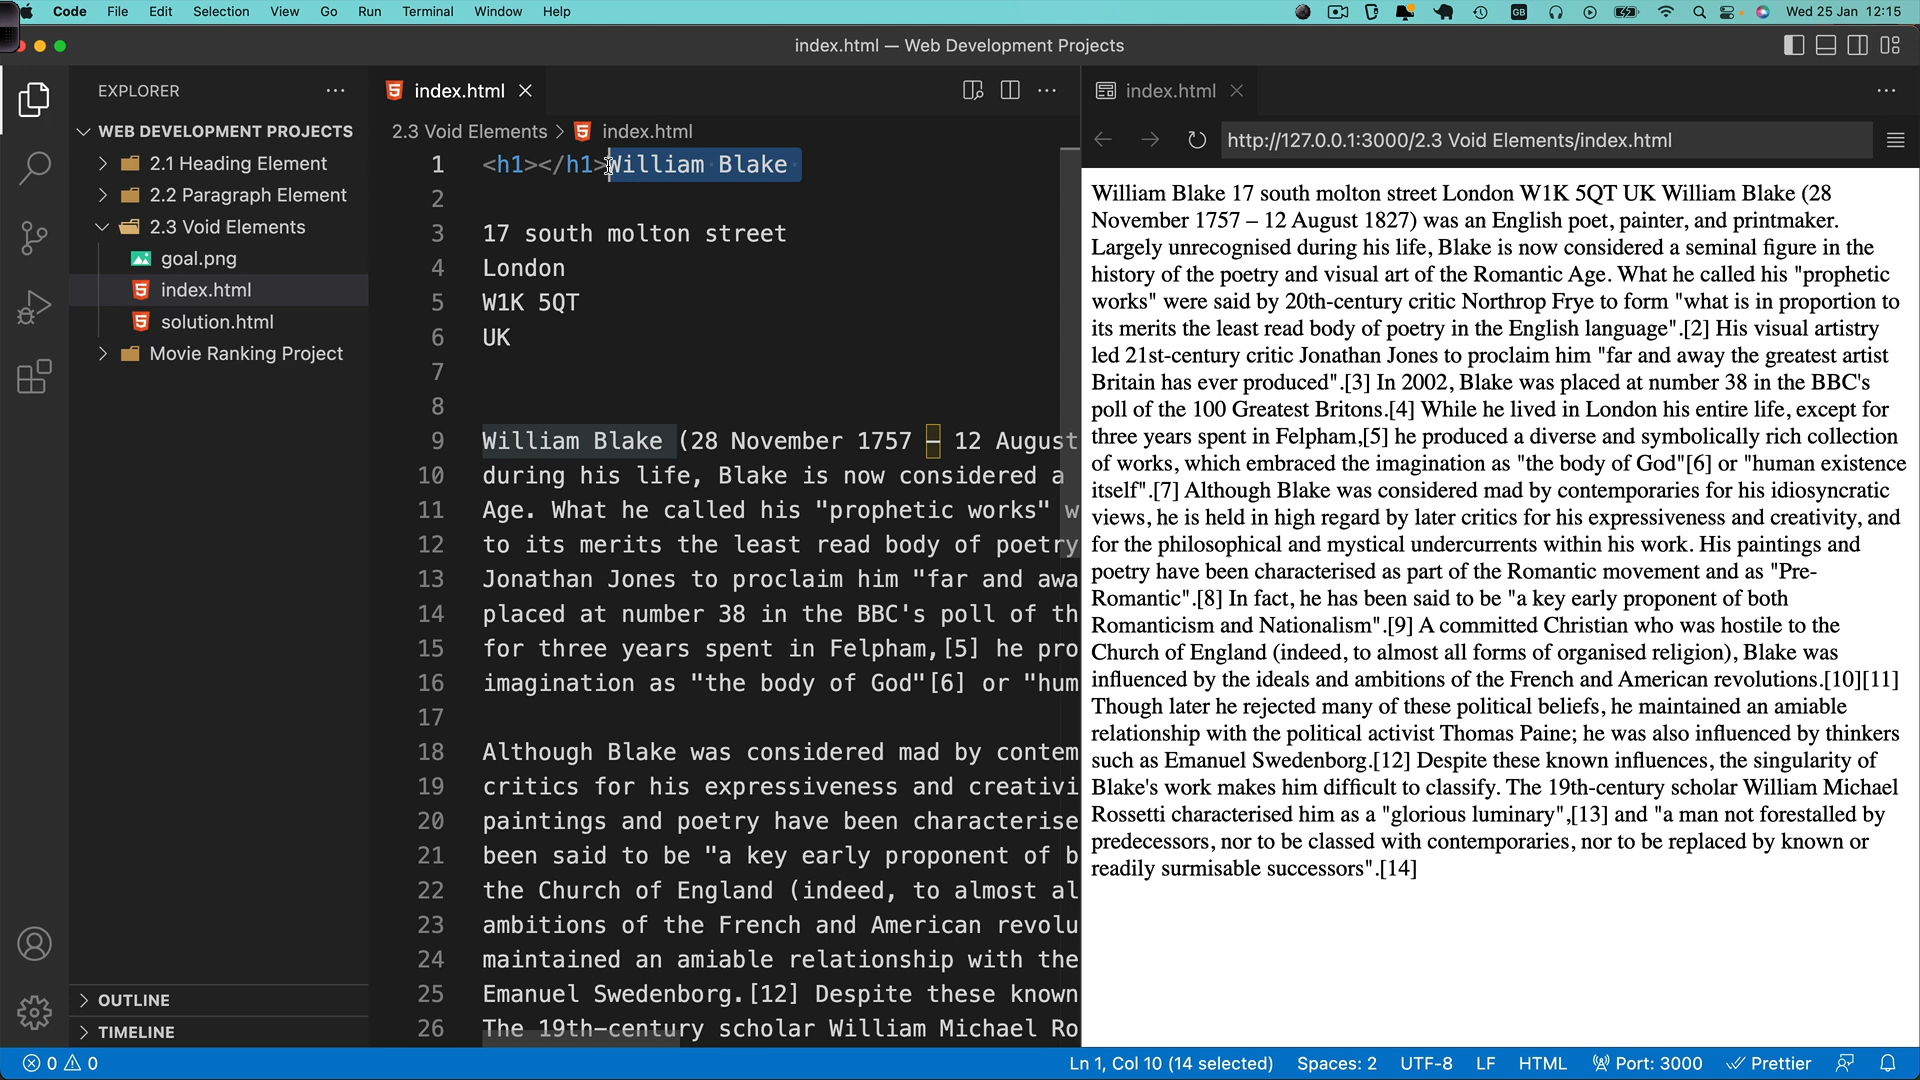 Code File Edit Selection View Go Run Terminal Window Help
GB
Wed 25 Jan 12:15
index.html — Web Development Projects
EXPLORER
WEB DEVELOPMENT PROJECTS
2.1 Heading Element
2.2 Paragraph Element
2.3 Void Elements
goal.png
index.html
solution.html
Movie Ranking Project
OUTLINE
TIMELINE
index.html
2.3 Void Elements > index.html
1 <h1></h1>William Blake
2
3 17 south molton street
4 London
5 W1K 5QT
6 UK
7
8
9 William Blake (28 November 1757 – 12 August
10 during his life, Blake is now considered a
11 Age. What he called his "prophetic works" w
12 to its merits the least read body of poetry
13 Jonathan Jones to proclaim him "far and awa
14 placed at number 38 in the BBC's poll of th
15 for three years spent in Felpham,[5] he pro
16 imagination as "the body of God"[6] or "hum
17
18 Although Blake was considered mad by contem
19 critics for his expressiveness and creativi
20 paintings and poetry have been characterise
21 been said to be "a key early proponent of b
22 the Church of England (indeed, to almost al
23 ambitions of the French and American revolu
24 maintained an amiable relationship with the
25 Emanuel Swedenborg.[12] Despite these known
26 The 19th-century scholar William Michael Ro
index.html
http://127.0.0.1:3000/2.3 Void Elements/index.html
William Blake 17 south molton street London W1K 5QT UK William Blake (28
November 1757 – 12 August 1827) was an English poet, painter, and printmaker.
Largely unrecognised during his life, Blake is now considered a seminal figure in the
history of the poetry and visual art of the Romantic Age. What he called his "prophetic
works" were said by 20th-century critic Northrop Frye to form "what is in proportion to
its merits the least read body of poetry in the English language".[2] His visual artistry
led 21st-century critic Jonathan Jones to proclaim him "far and away the greatest artist
Britain has ever produced".[3] In 2002, Blake was placed at number 38 in the BBC's
poll of the 100 Greatest Britons.[4] While he lived in London his entire life, except for
three years spent in Felpham,[5] he produced a diverse and symbolically rich collection
of works, which embraced the imagination as "the body of God"[6] or "human existence
itself".[7] Although Blake was considered mad by contemporaries for his idiosyncratic
views, he is held in high regard by later critics for his expressiveness and creativity, and
for the philosophical and mystical undercurrents within his work. His paintings and
poetry have been characterised as part of the Romantic movement and as "Pre-
Romantic".[8] In fact, he has been said to be "a key early proponent of both
Romanticism and Nationalism".[9] A committed Christian who was hostile to the
Church of England (indeed, to almost all forms of organised religion), Blake was
influenced by the ideals and ambitions of the French and American revolutions.[10][11]
Though later he rejected many of these political beliefs, he maintained an amiable
relationship with the political activist Thomas Paine; he was also influenced by thinkers
such as Emanuel Swedenborg.[12] Despite these known influences, the singularity of
Blake's work makes him difficult to classify. The 19th-century scholar William Michael
Rossetti characterised him as a "glorious luminary",[13] and "a man not forestalled by
predecessors, nor to be classed with contemporaries, nor to be replaced by known or
readily surmisable successors".[14]
0 0
Ln 1, Col 10 (14 selected) Spaces: 2 UTF-8 LF HTML Port: 3000 Prettier